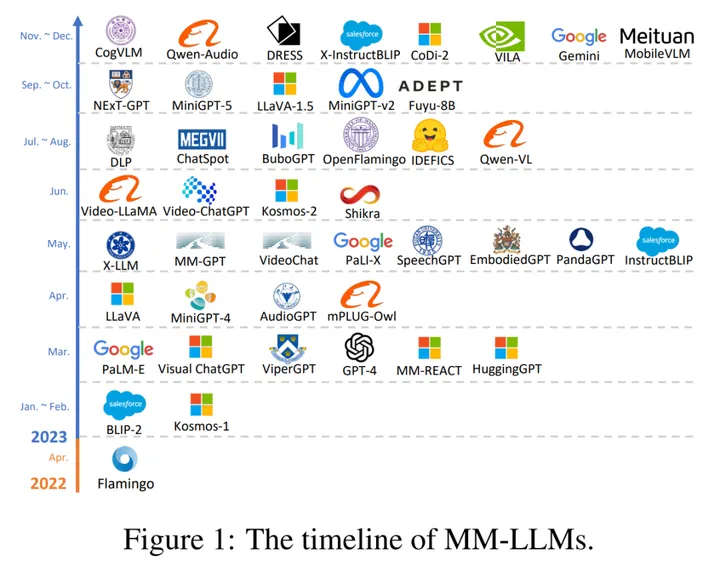 Nov. ~ Dec.
salesforce
Google
Meituan
CogVLM Qwen-Audio DRESS X-InstructBLIP CoDi-2 VILA Gemini MobileVLM
Sep. ~ Oct.
ADEPT
NExT-GPT MiniGPT-5 LLaVA-1.5 MiniGPT-v2 Fuyu-8B
Jul. ~ Aug.
MEGVII
DLP ChatSpot BuboGPT OpenFlamingo IDEFICS Qwen-VL
Jun.
Video-LLaMA Video-ChatGPT Kosmos-2 Shikra
May.
Google
salesforce
X-LLM MM-GPT VideoChat PaLI-X SpeechGPT EmbodiedGPT PandaGPT InstructBLIP
Apr.
LLaVA MiniGPT-4 AudioGPT mPLUG-Owl
Mar.
Google
PaLM-E Visual ChatGPT ViperGPT GPT-4 MM-REACT HuggingGPT
Jan. ~ Feb.
salesforce
BLIP-2 Kosmos-1
2023
Apr.
2022
Flamingo
Figure 1: The timeline of MM-LLMs.